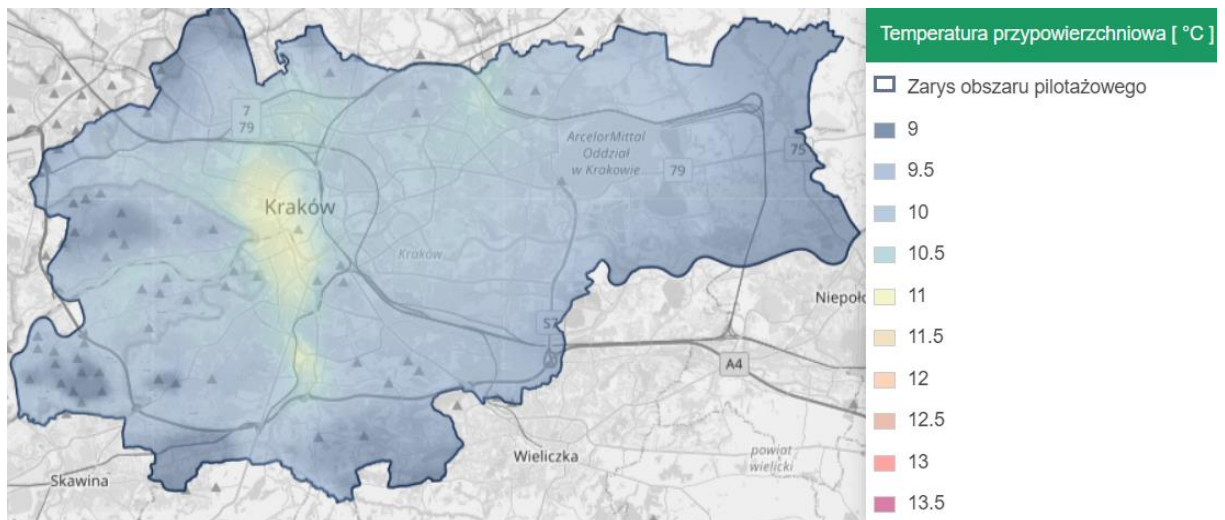 Temperatura przypowierzchniowa [ °C ]
Zarys obszaru pilotażowego
9
9.5
10
10.5
11
11.5
12
12.5
13
13.5
7
79
ArcelorMittal
Oddział
w Krakowie
79
75
Kraków
Kraków
S7
A4
Wieliczka
powiat
wielicki
Skawina